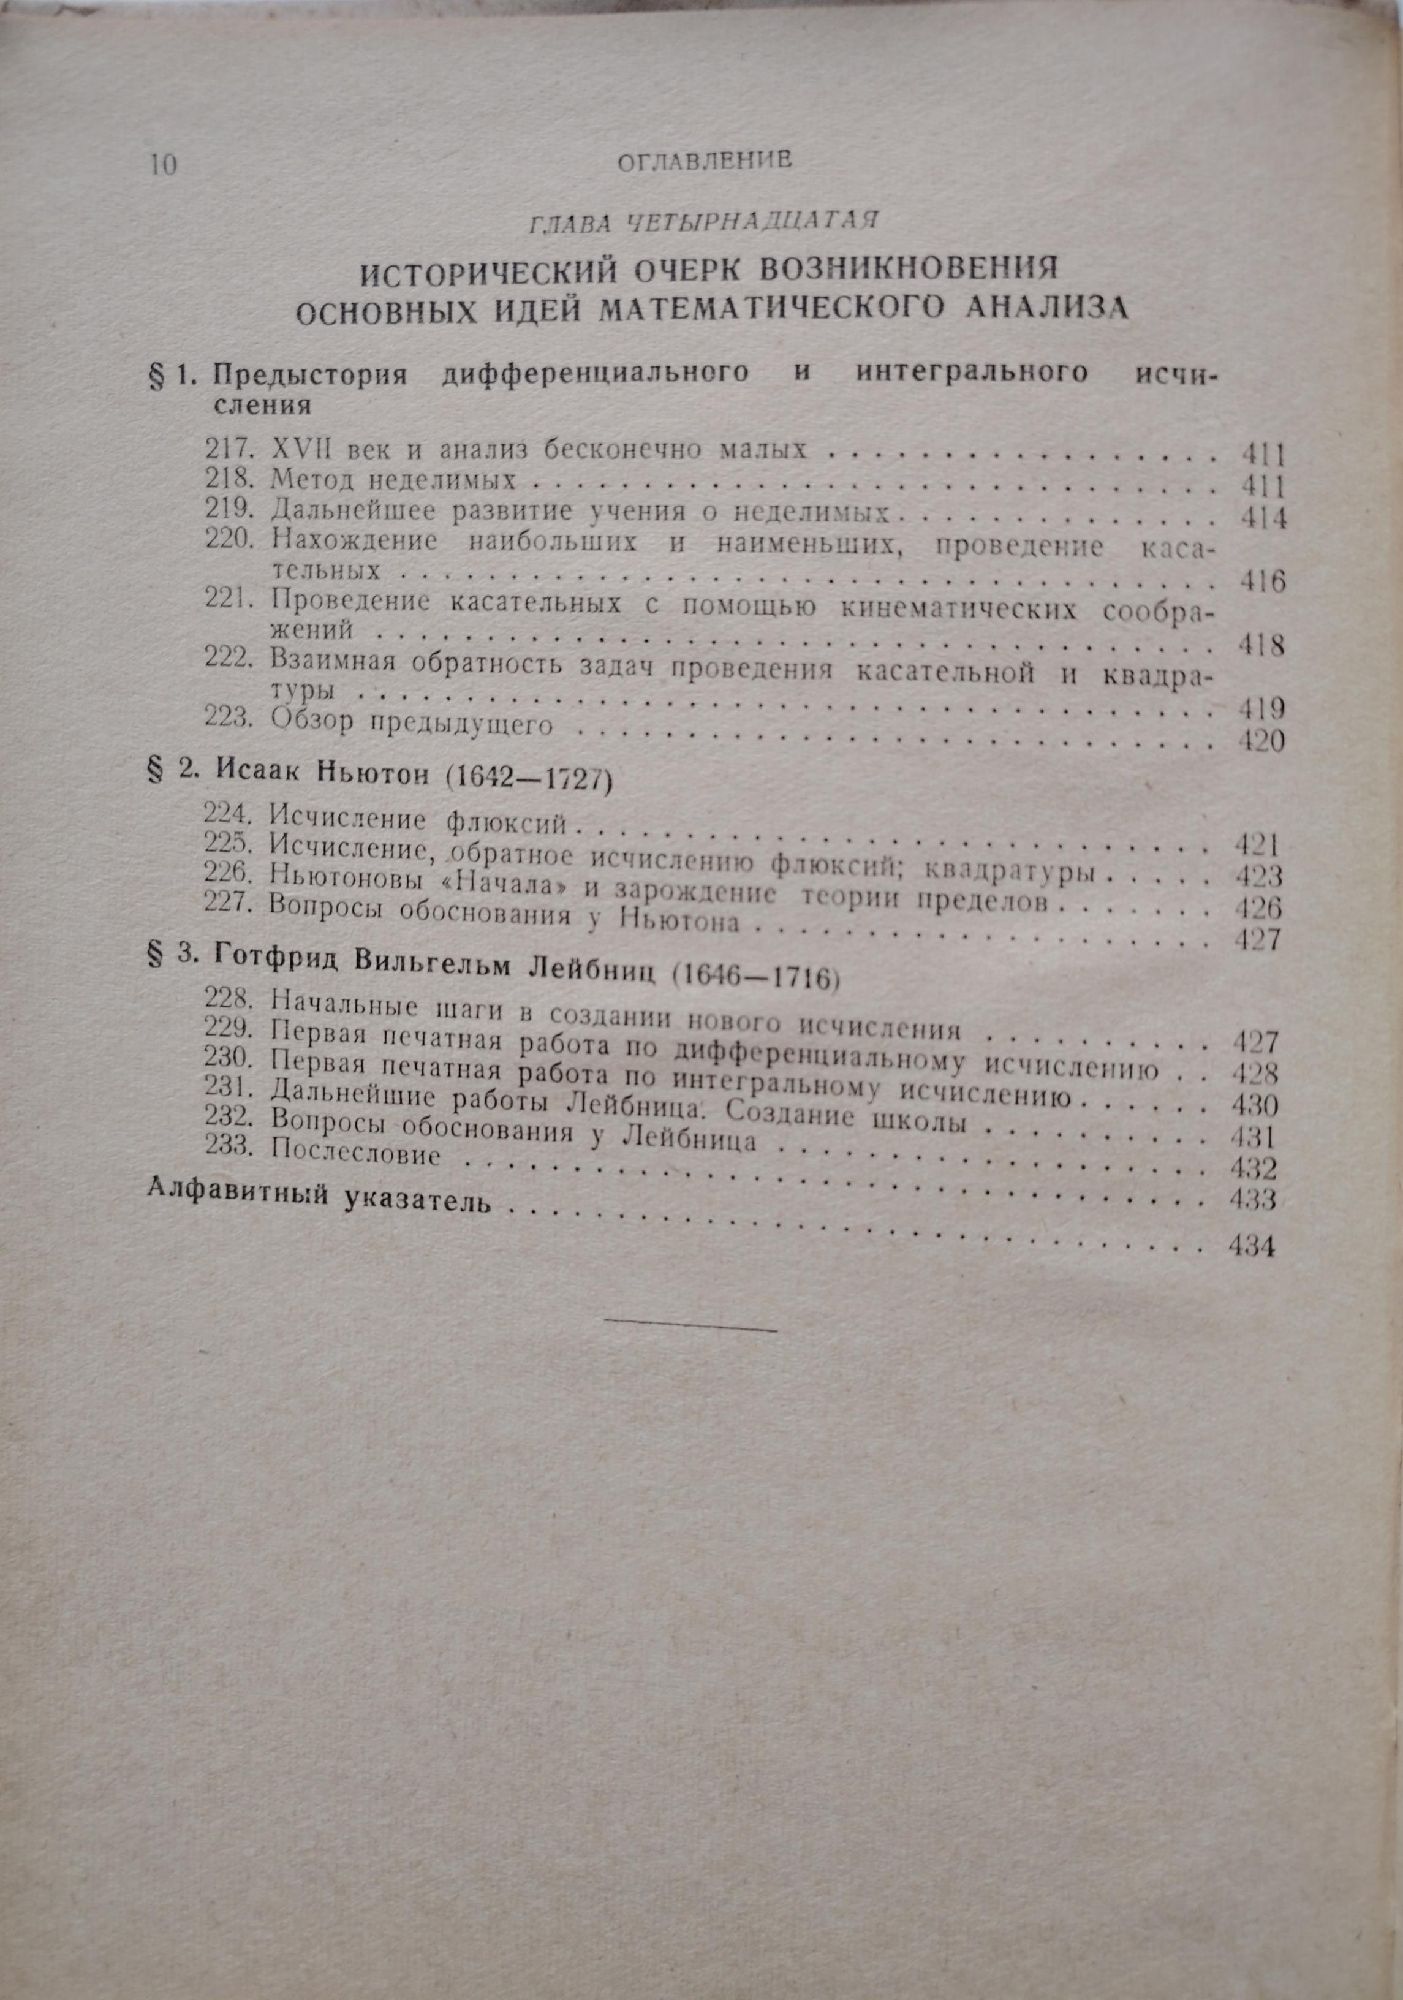 10
ОГЛАВЛЕНИЕ
ГЛАВА ЧЕТЫРНАДЦАТАЯ
ИСТОРИЧЕСКИЙ ОЧЕРК ВОЗНИКНОВЕНИЯ
ОСНОВНЫХ ИДЕЙ МАТЕМАТИЧЕСКОГО АНАЛИЗА
§ 1. Предыстория дифференциального и интегрального исчи-
сления
217. XVII век и анализ бесконечно малых . . . . . . . . . . . . . . . . 411
218. Метод неделимых . . . . . . . . . . . . . . . . . . . . . . . . 411
219. Дальнейшее развитие учения о неделимых . . . . . . . . . . . . 414
220. Нахождение наибольших и наименьших, проведение каса-
тельных . . . . . . . . . . . . . . . . . . . . . . . . . . . . 416
221. Проведение касательных с помощью кинематических сообра-
жений . . . . . . . . . . . . . . . . . . . . . . . . . . . . . 418
222. Взаимная обратность задач проведения касательной и квадра-
туры . . . . . . . . . . . . . . . . . . . . . . . . . . . . . . 419
223. Обзор предыдущего . . . . . . . . . . . . . . . . . . . . . . . 420
§ 2. Исаак Ньютон (1642—1727)
224. Исчисление флюксий . . . . . . . . . . . . . . . . . . . . . . 421
225. Исчисление, обратное исчислению флюксий; квадратуры . . . . . 423
226. Ньютоновы «Начала» и зарождение теории пределов . . . . . . . 426
227. Вопросы обоснования у Ньютона . . . . . . . . . . . . . . . . . 427
§ 3. Готфрид Вильгельм Лейбниц (1646—1716)
228. Начальные шаги в создании нового исчисления . . . . . . . . . . 427
229. Первая печатная работа по дифференциальному исчислению . . 428
230. Первая печатная работа по интегральному исчислению . . . . . . 430
231. Дальнейшие работы Лейбница. Создание школы . . . . . . . . . 431
232. Вопросы обоснования у Лейбница . . . . . . . . . . . . . . . . 432
233. Послесловие . . . . . . . . . . . . . . . . . . . . . . . . . . 433
Алфавитный указатель . . . . . . . . . . . . . . . . . . . . . . . . 434